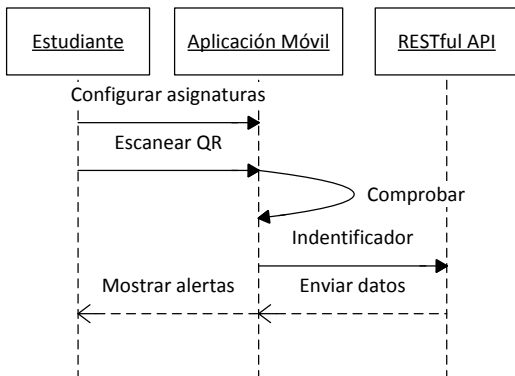 Estudiante
Aplicación Móvil
RESTful API
Configurar asignaturas
Escanear QR
Comprobar
Indentificador
Mostrar alertas
Enviar datos